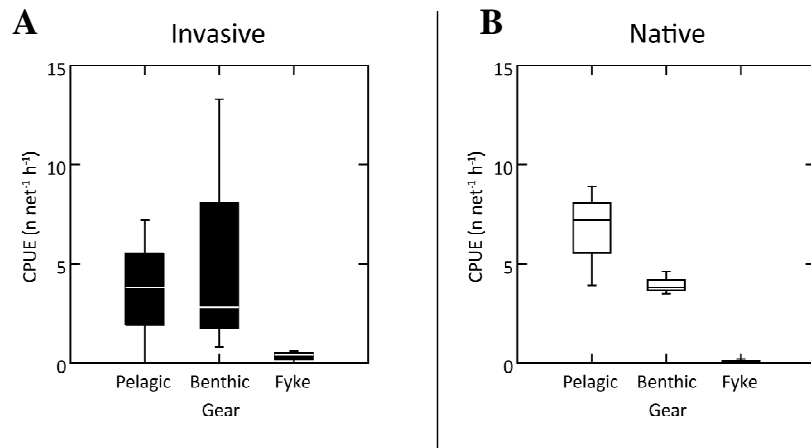 A
Invasive
15
10
5
0
CPUE (n net⁻¹ h⁻¹)
Pelagic Benthic Fyke
Gear
B
Native
15
10
5
0
CPUE (n net⁻¹ h⁻¹)
Pelagic Benthic Fyke
Gear